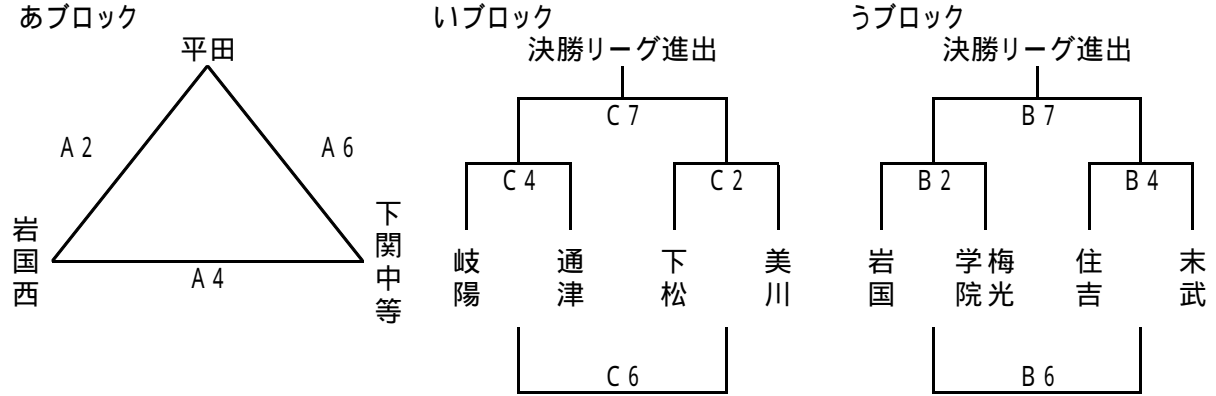 あブロック
平田
A2
A6
岩国西
下関中等
A4
いブロック
決勝リーグ進出
C7
C4
C2
岐陽
通津
下松
美川
C6
うブロック
決勝リーグ進出
B7
B2
B4
岩国
梅光
学院
住吉
末武
B6